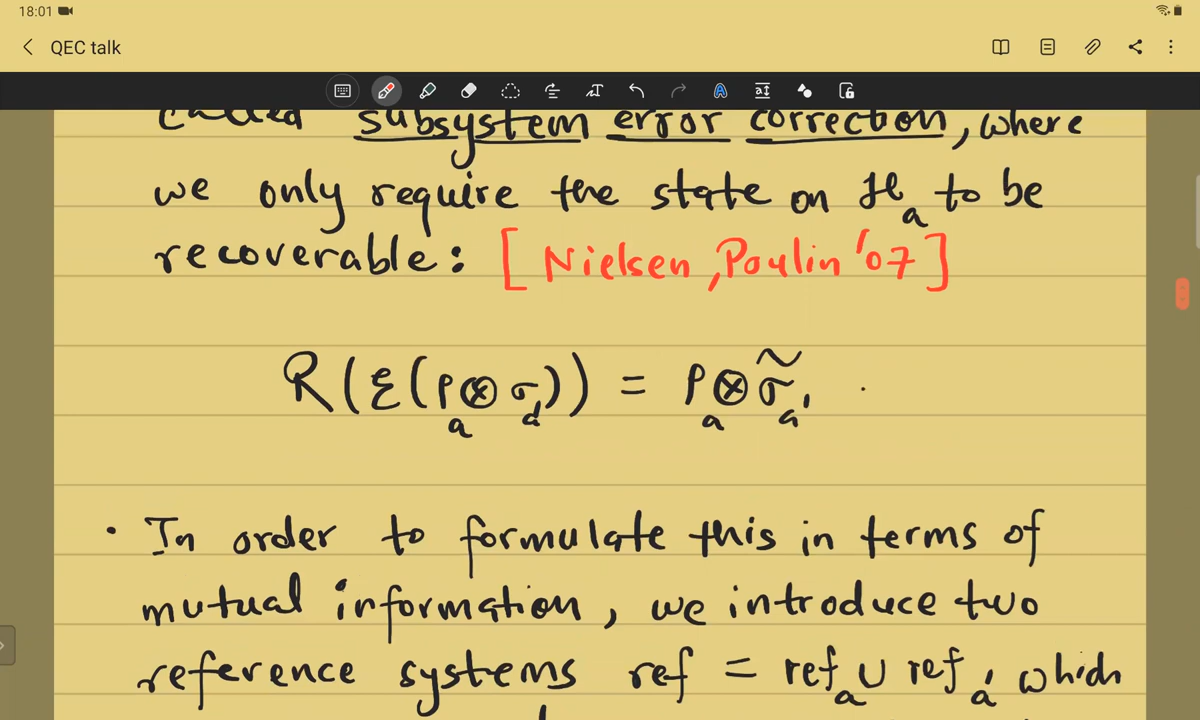 18:01
QEC talk
called subsystem error correction, where
we only require the state on ℋ_a to be
recoverable: [Nielsen, Poulin '07]
R(ℰ(ρ_a ⊗ σ_a')) = ρ_a ⊗ σ̃_a'.
• In order to formulate this in terms of
mutual information, we introduce two
reference systems ref = ref_a ∪ ref_a' which